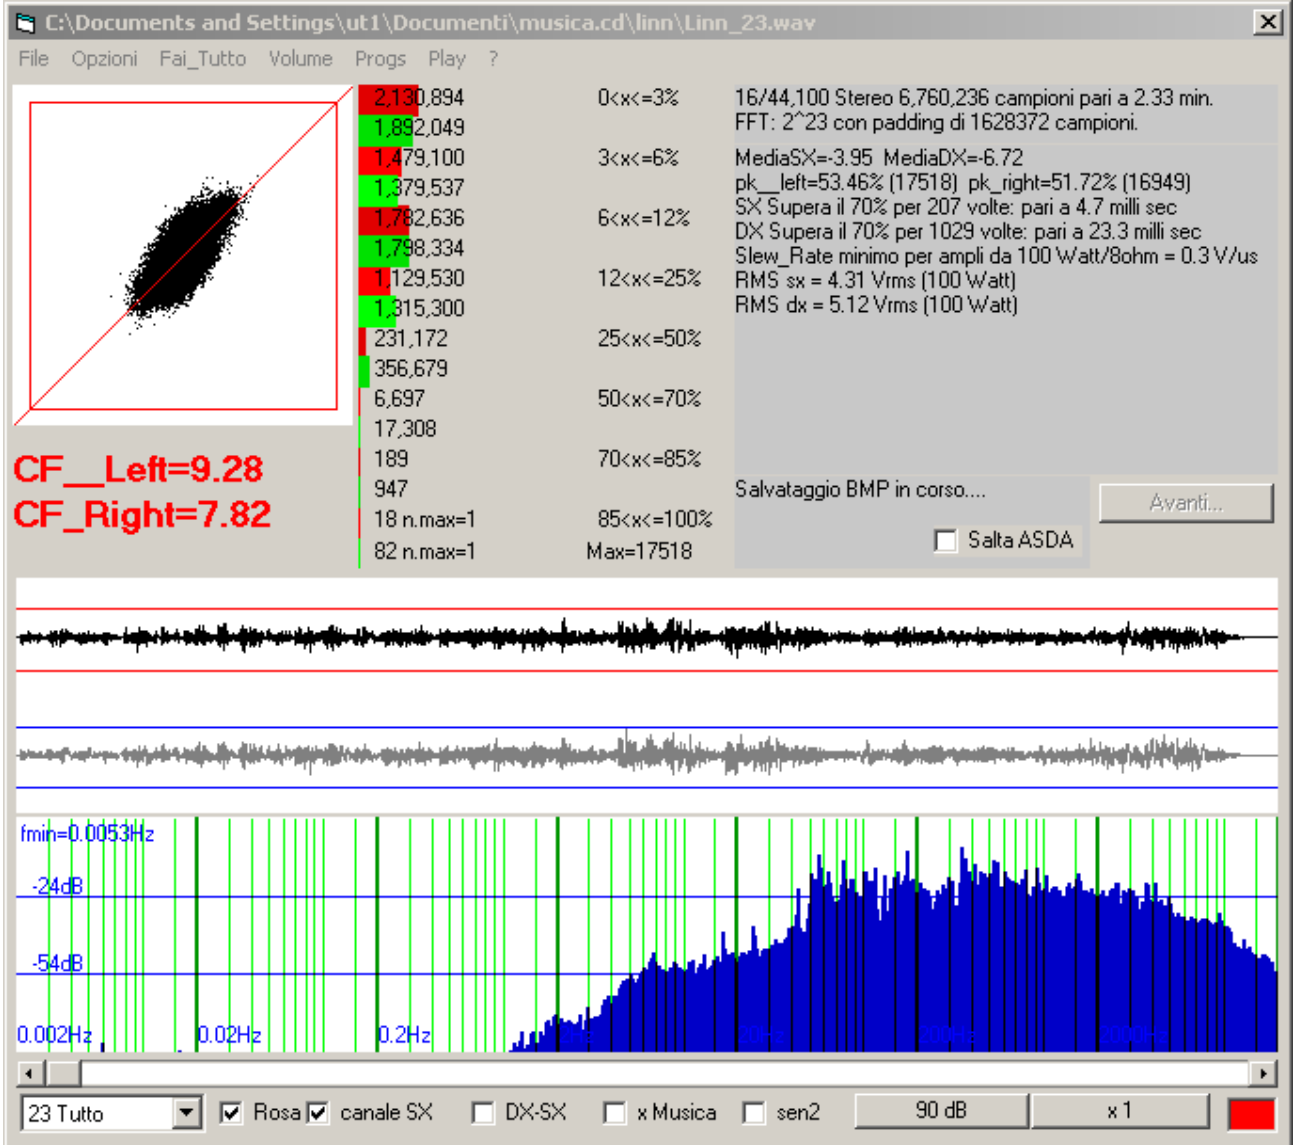 C:\Documents and Settings\ut1\Documenti\musica.cd\linn\Linn_23.wav
File Opzioni Fai_Tutto Volume Progs Play ?
2,130,894 0<x<=3%
1,892,049
1,479,100 3<x<=6%
1,379,537
1,782,636 6<x<=12%
1,798,334
1,129,530 12<x<=25%
1,315,300
231,172 25<x<=50%
356,679
6,697 50<x<=70%
17,308
189 70<x<=85%
947
18 n.max=1 85<x<=100%
82 n.max=1 Max=17518
16/44,100 Stereo 6,760,236 campioni pari a 2.33 min.
FFT: 2^23 con padding di 1628372 campioni.
MediaSX=-3.95 MediaDX=-6.72
pk__left=53.46% (17518) pk_right=51.72% (16949)
SX Supera il 70% per 207 volte: pari a 4.7 milli sec
DX Supera il 70% per 1029 volte: pari a 23.3 milli sec
Slew_Rate minimo per ampli da 100 Watt/8ohm = 0.3 V/us
RMS sx = 4.31 Vrms (100 Watt)
RMS dx = 5.12 Vrms (100 Watt)
CF__Left=9.28
CF_Right=7.82
Salvataggio BMP in corso....
Avanti...
Salta ASDA
fmin=0.0053Hz
-24dB
-54dB
0.002Hz 0.02Hz 0.2Hz 2Hz 20Hz 200Hz 2000Hz
23 Tutto Rosa canale SX DX-SX x Musica sen2 90 dB x 1